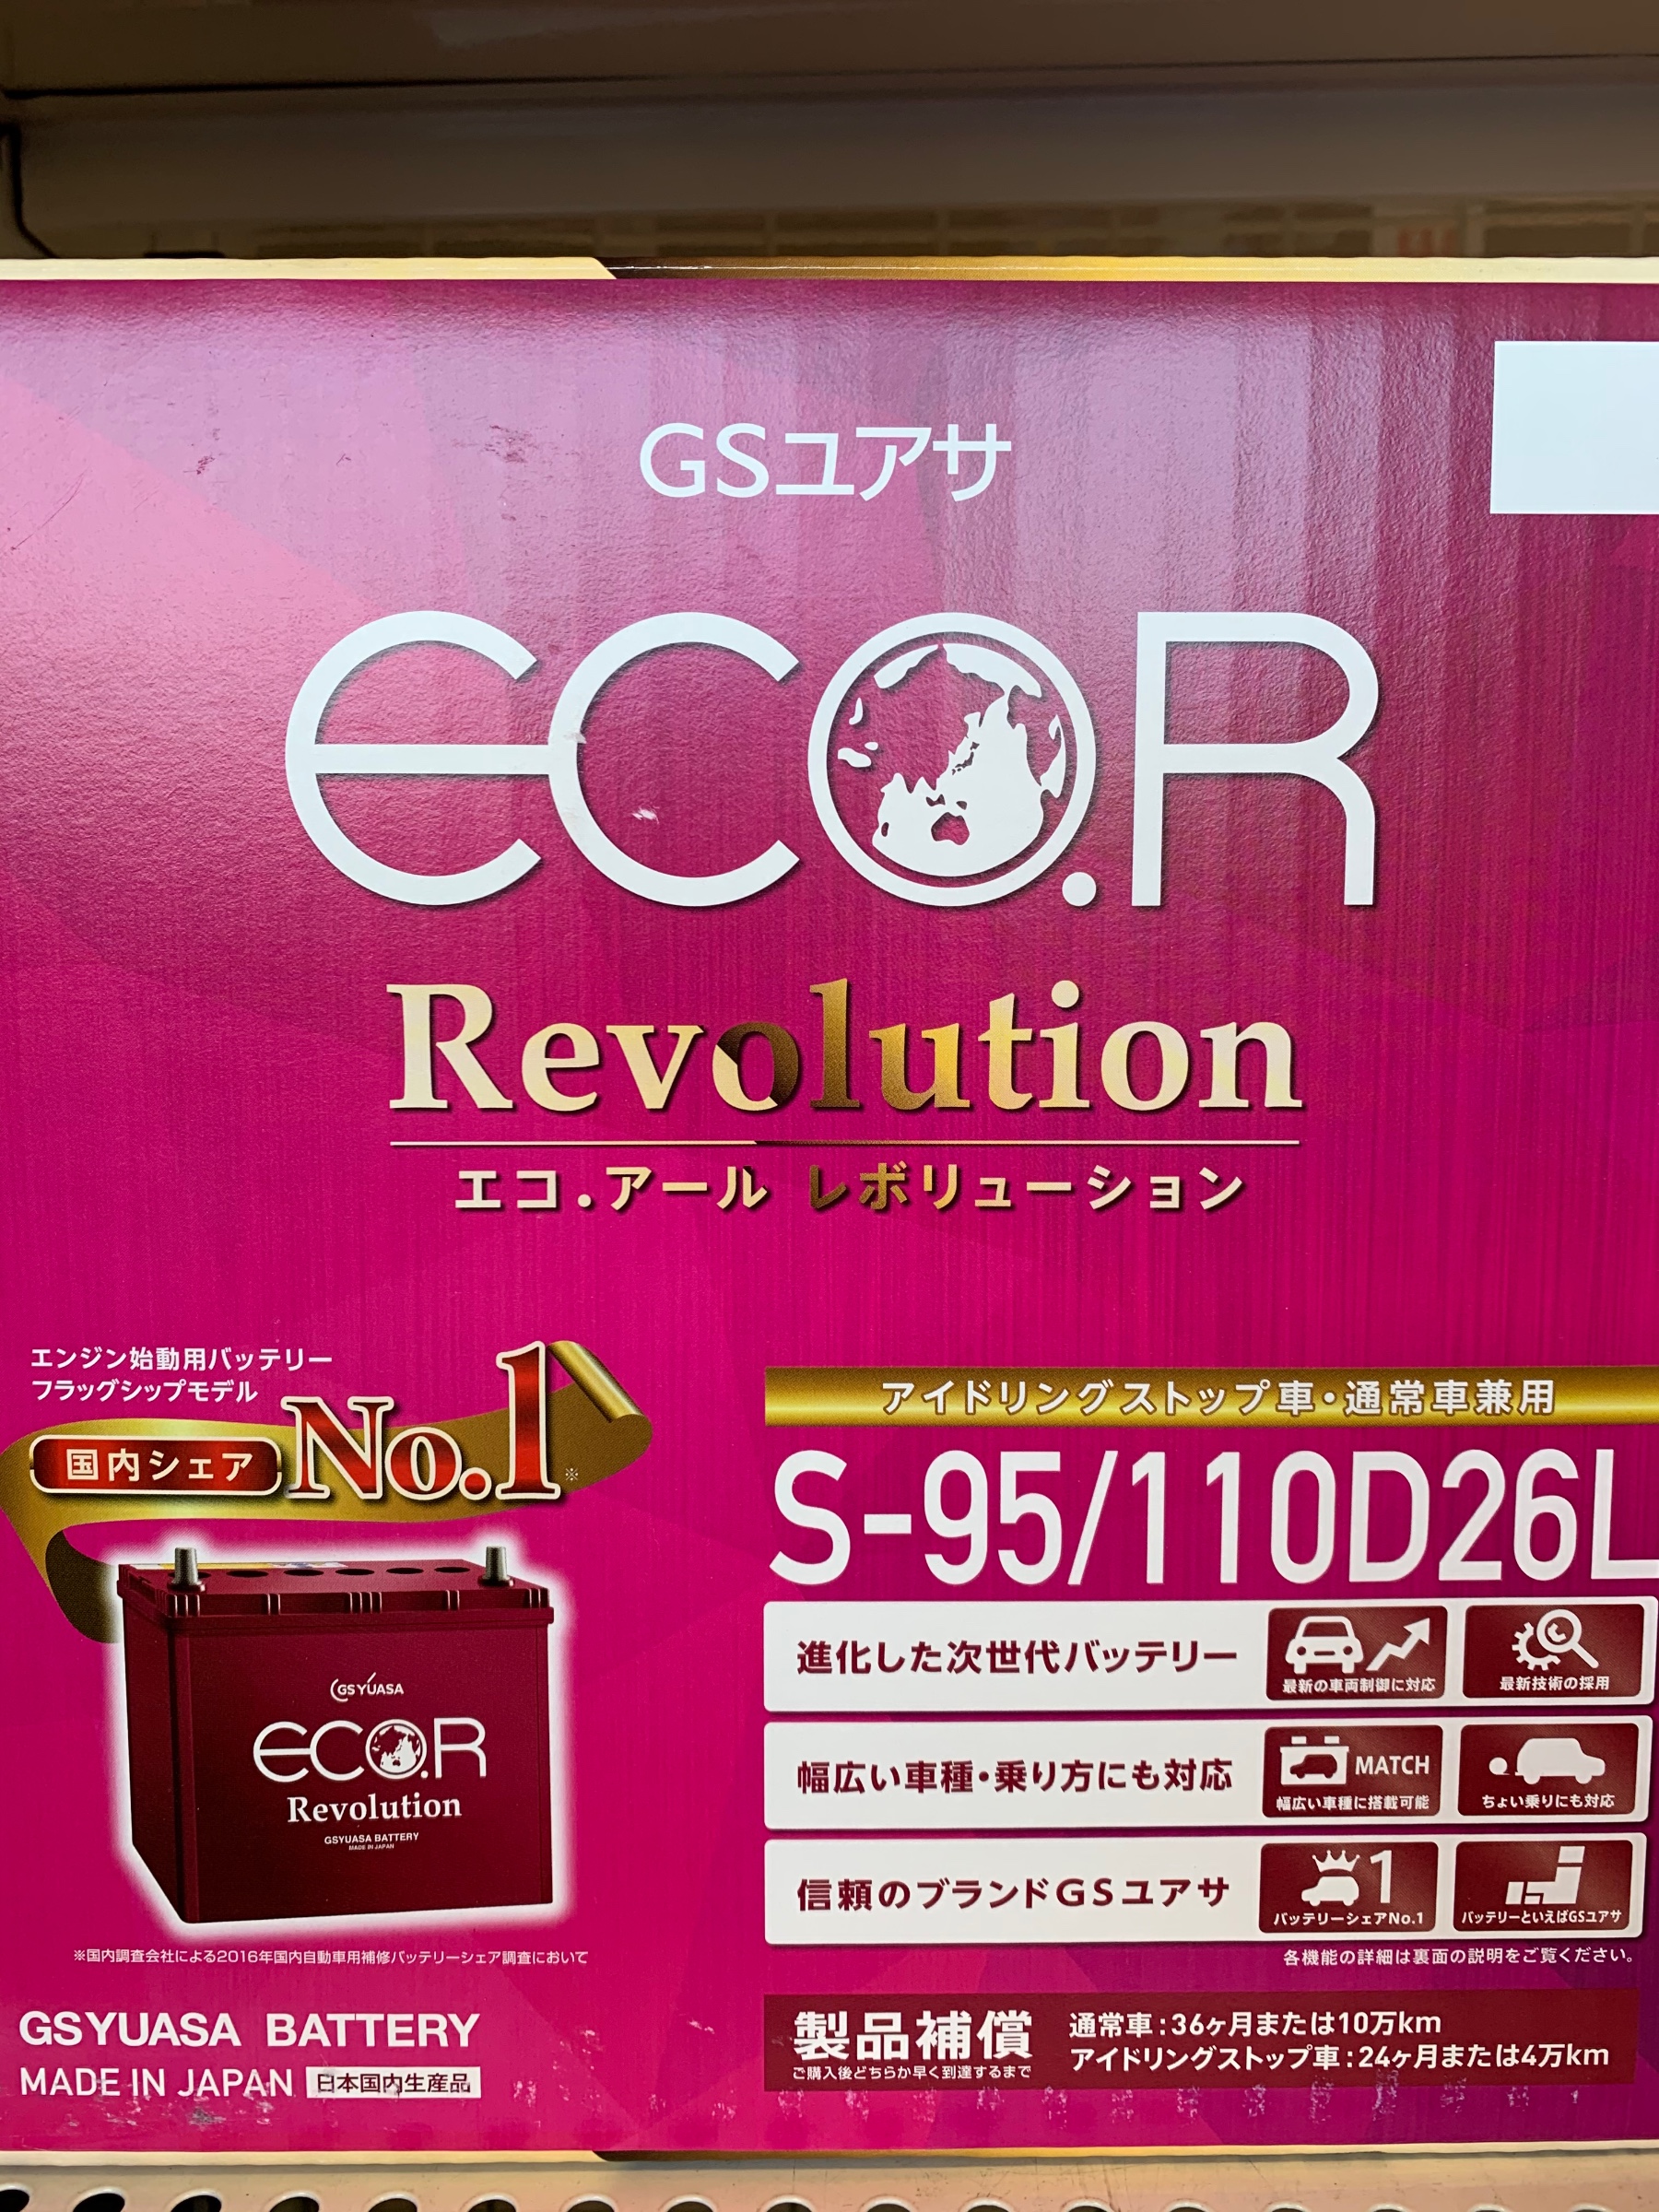 GSユアサ
ECO.R
Revolution
エコ.アール レボリューション
エンジン始動用バッテリー
フラッグシップモデル
国内シェア No.1※
GS YUASA
ECO.R
Revolution
GSYUASA BATTERY
MADE IN JAPAN
※国内調査会社による2016年国内自動車用補修バッテリーシェア調査において
GSYUASA BATTERY
MADE IN JAPAN 日本国内生産品
アイドリングストップ車・通常車兼用
S-95/110D26L
進化した次世代バッテリー
最新の車両制御に対応
最新技術の採用
幅広い車種・乗り方にも対応
MATCH
幅広い車種に搭載可能
ちょい乗りにも対応
信頼のブランドGSユアサ
1
バッテリーシェアNo.1
バッテリーといえばGSユアサ
各機能の詳細は裏面の説明をご覧ください。
製品補償
ご購入後どちらか早く到達するまで
通常車:36ヶ月または10万km
アイドリングストップ車:24ヶ月または4万km